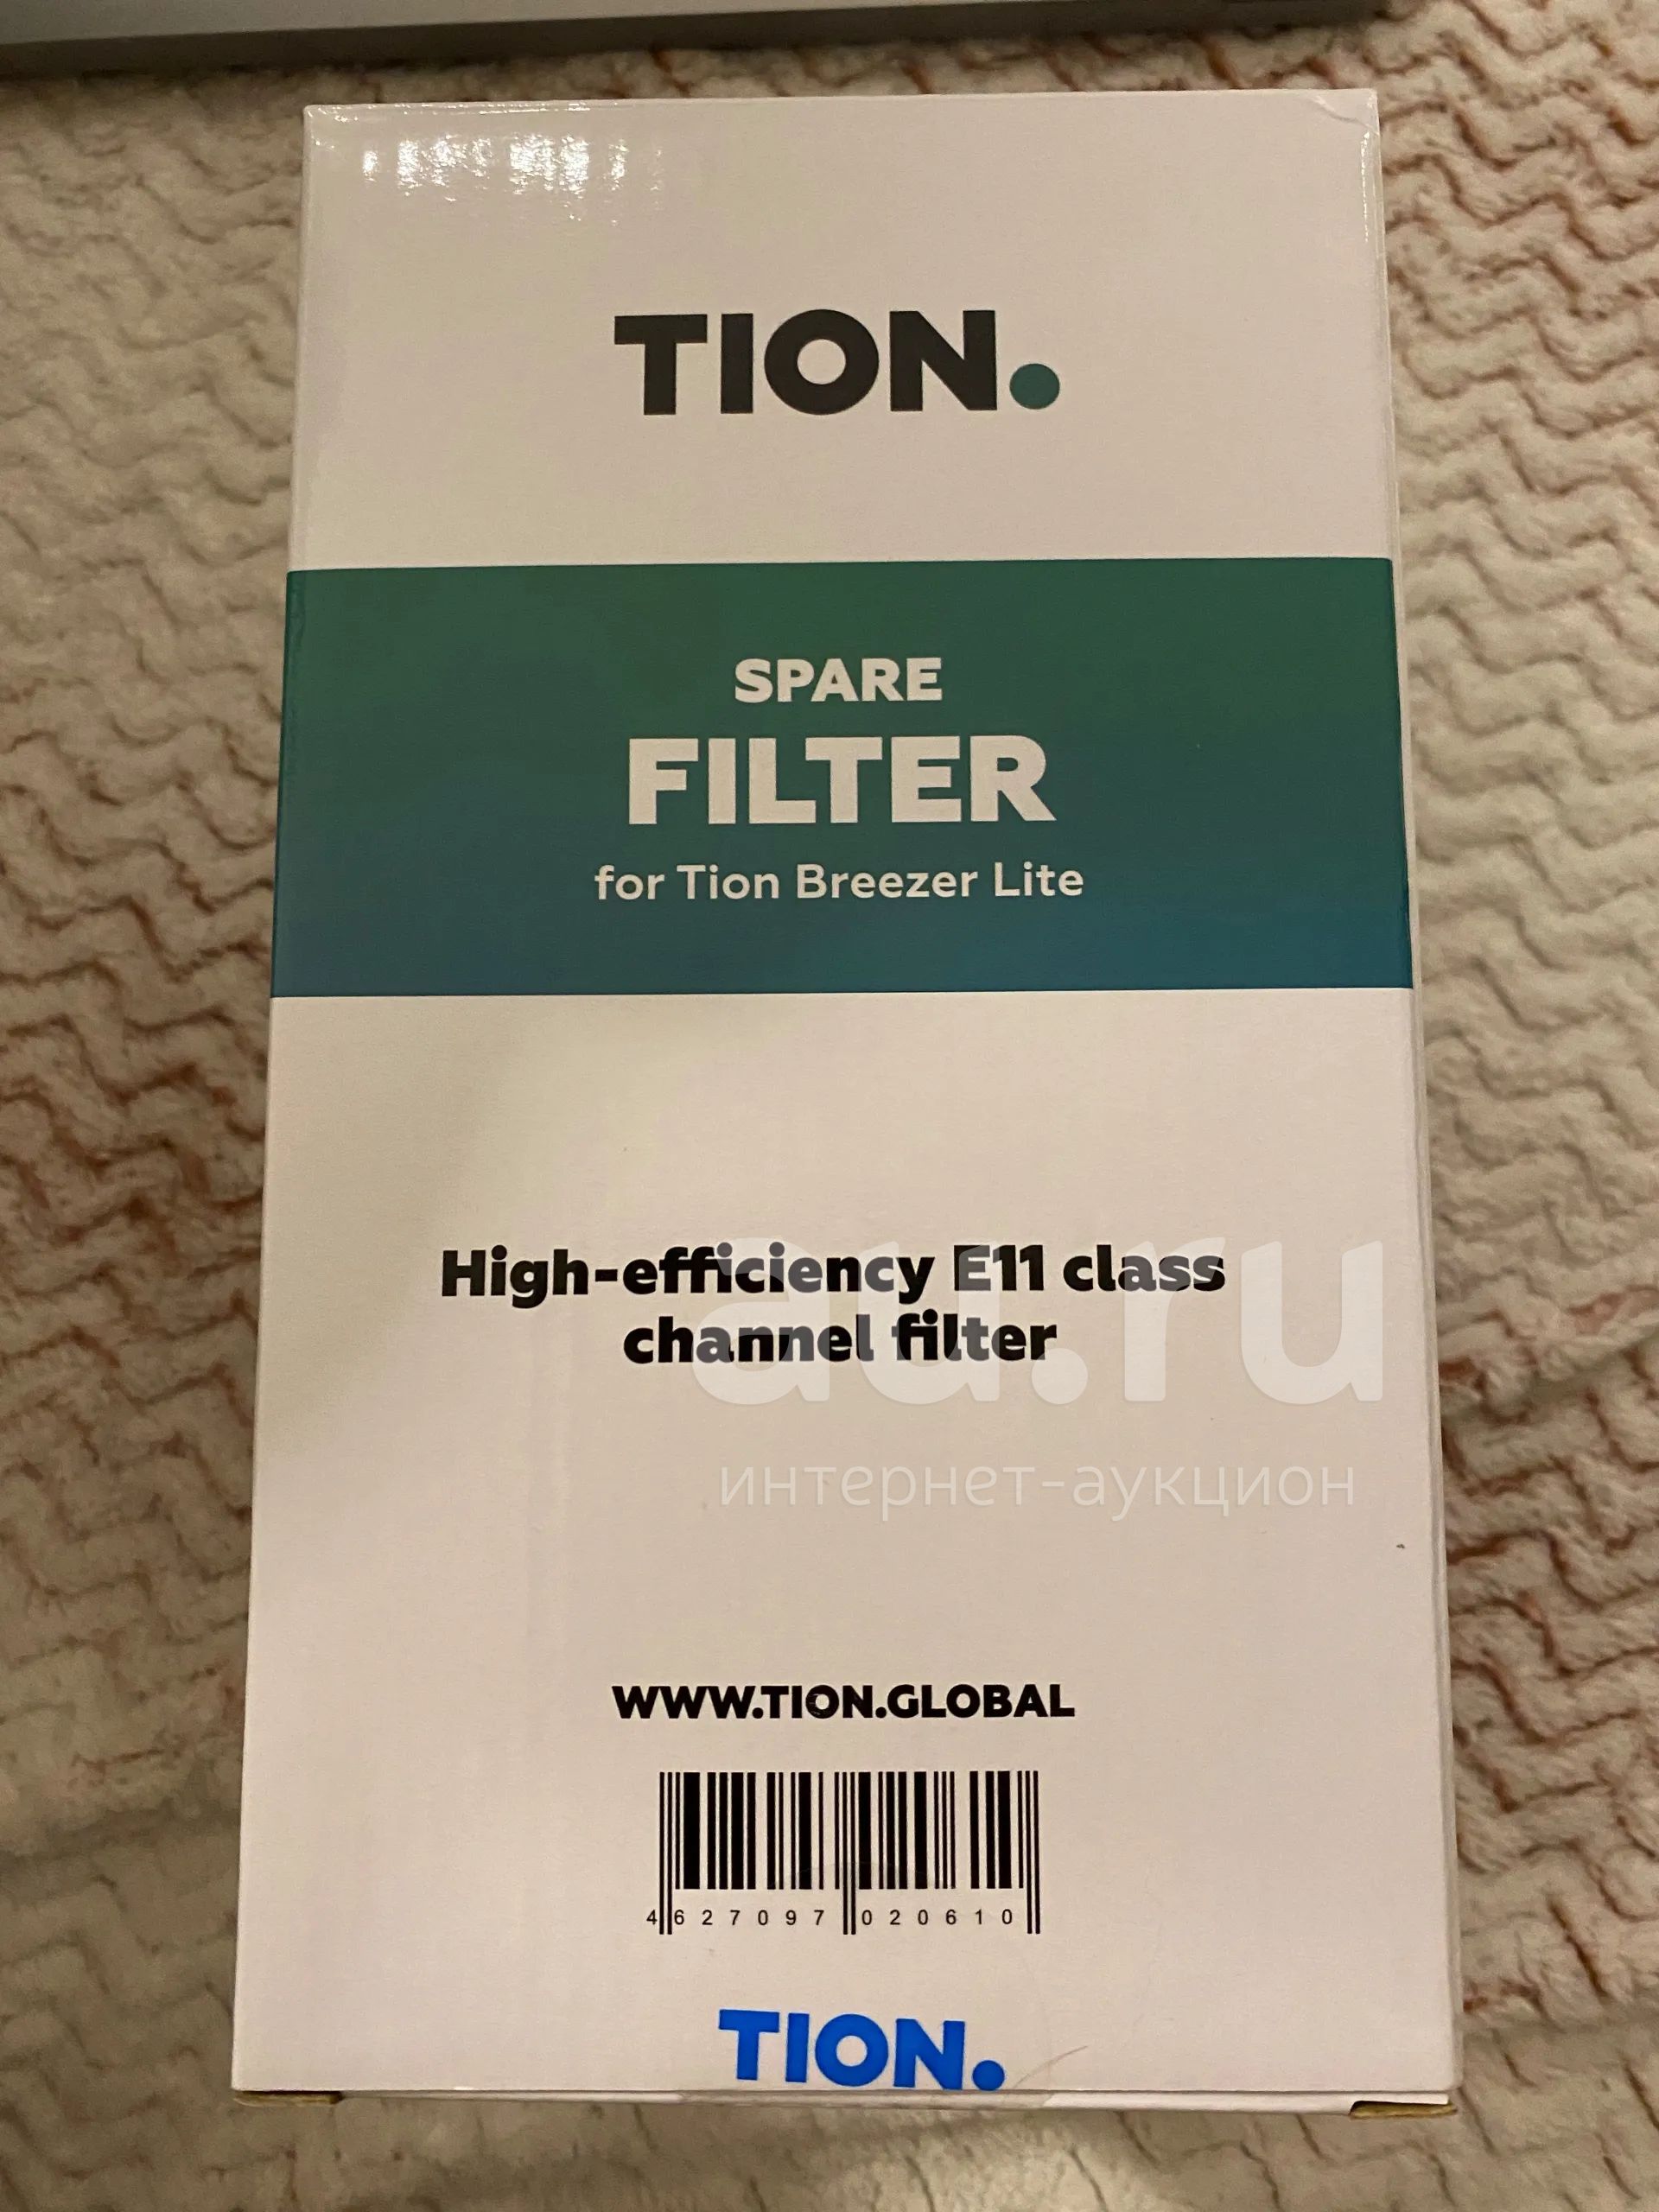 TION.
SPARE
FILTER
for Tion Breezer Lite
High-efficiency E11 class
channel filter
au.ru
интернет-аукцион
WWW.TION.GLOBAL
4 627097 020610
TION.